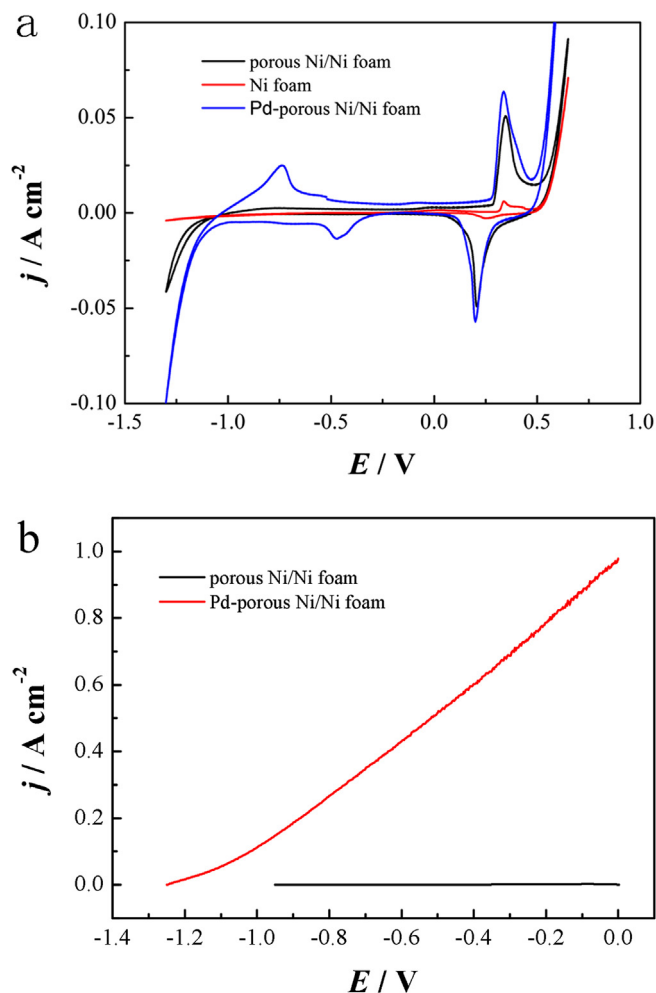 a
0.10
0.05
0.00
-0.05
-0.10
j / A cm⁻²
porous Ni/Ni foam
Ni foam
Pd-porous Ni/Ni foam
-1.5 -1.0 -0.5 0.0 0.5 1.0
E / V
b
1.0
0.8
0.6
0.4
0.2
0.0
j / A cm⁻²
porous Ni/Ni foam
Pd-porous Ni/Ni foam
-1.4 -1.2 -1.0 -0.8 -0.6 -0.4 -0.2 0.0
E / V